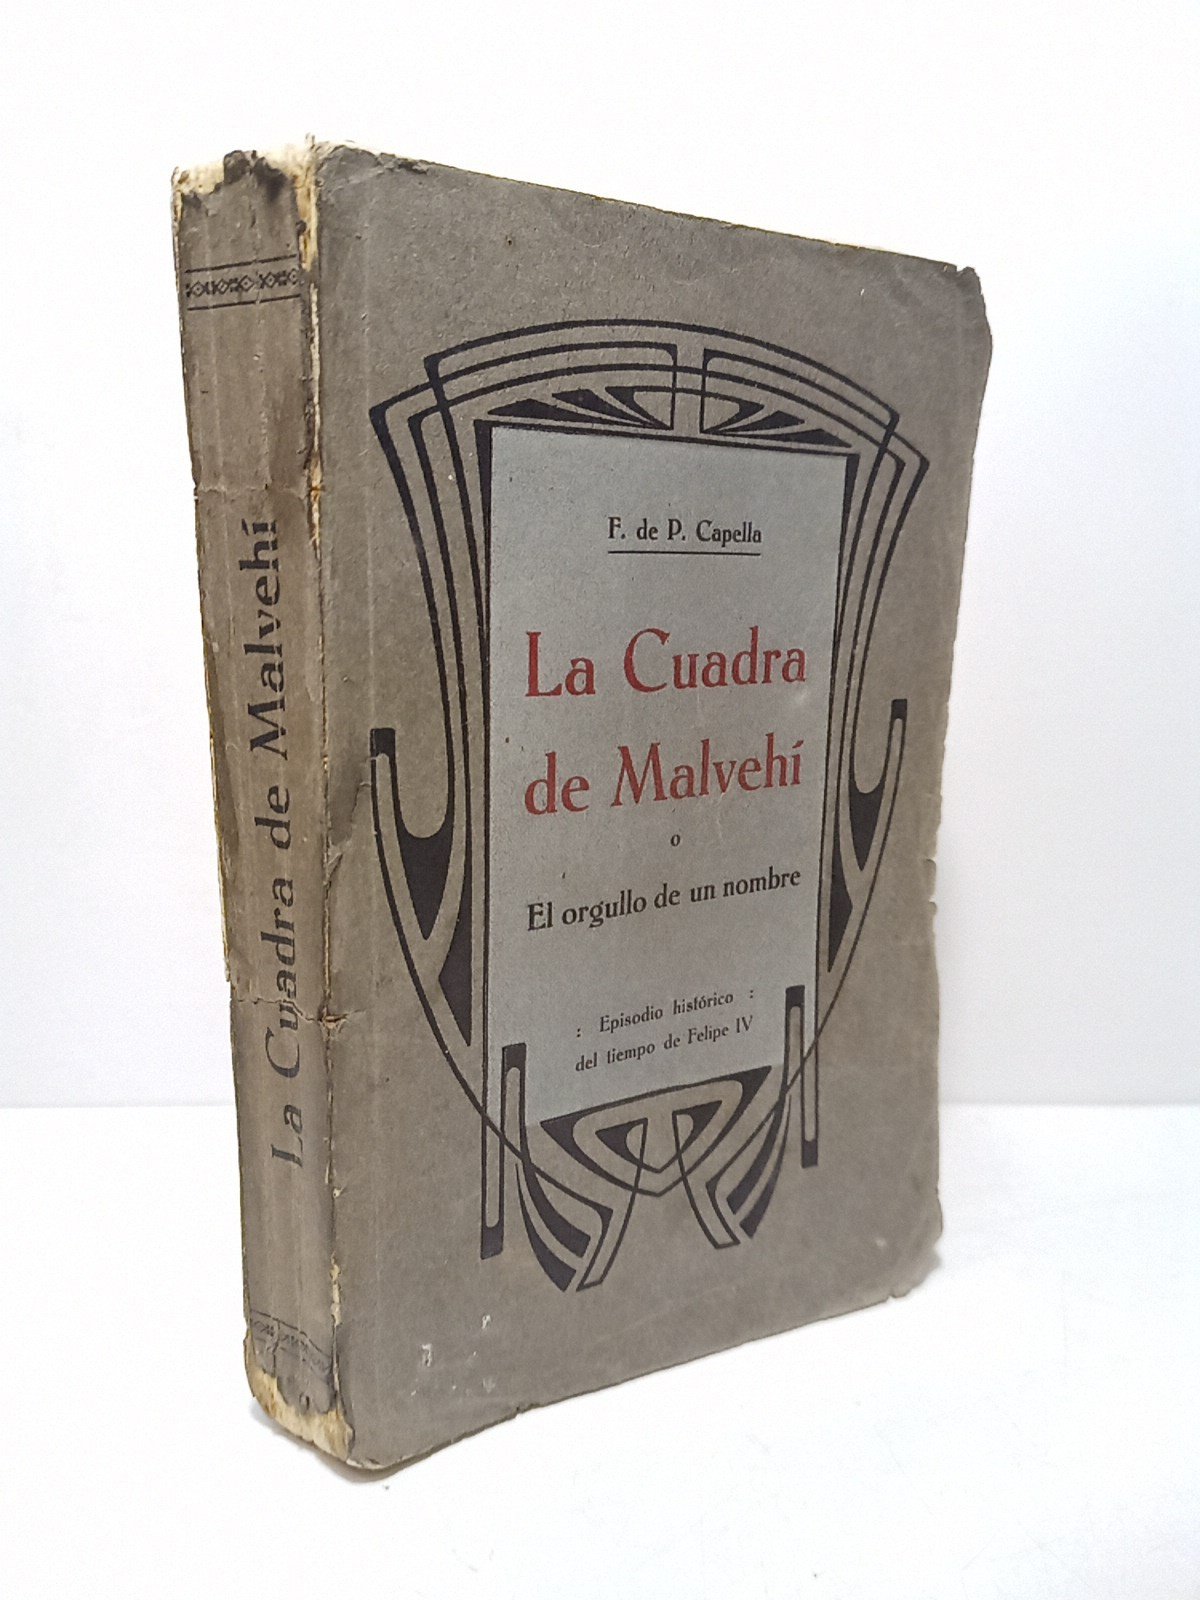 La Cuadra de Malvehí
F. de P. Capella
La Cuadra
de Malvehí
o
El orgullo de un nombre
: Episodio histórico :
del tiempo de Felipe IV